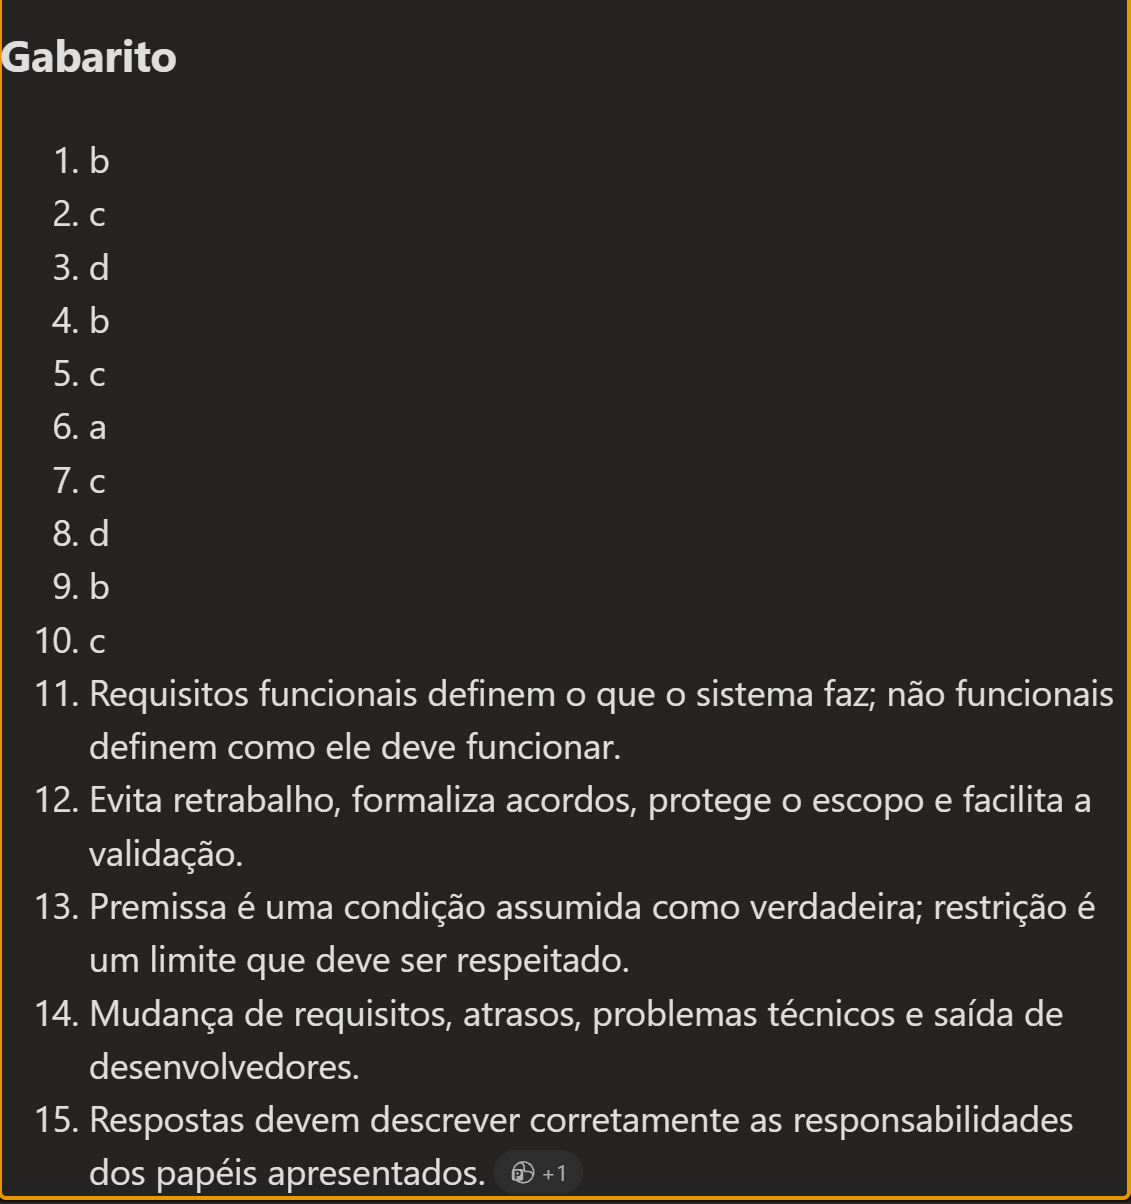 Gabarito
1. b
2. c
3. d
4. b
5. c
6. a
7. c
8. d
9. b
10. c
11. Requisitos funcionais definem o que o sistema faz; não funcionais
definem como ele deve funcionar.
12. Evita retrabalho, formaliza acordos, protege o escopo e facilita a
validação.
13. Premissa é uma condição assumida como verdadeira; restrição é
um limite que deve ser respeitado.
14. Mudança de requisitos, atrasos, problemas técnicos e saída de
desenvolvedores.
15. Respostas devem descrever corretamente as responsabilidades
dos papéis apresentados. P +1